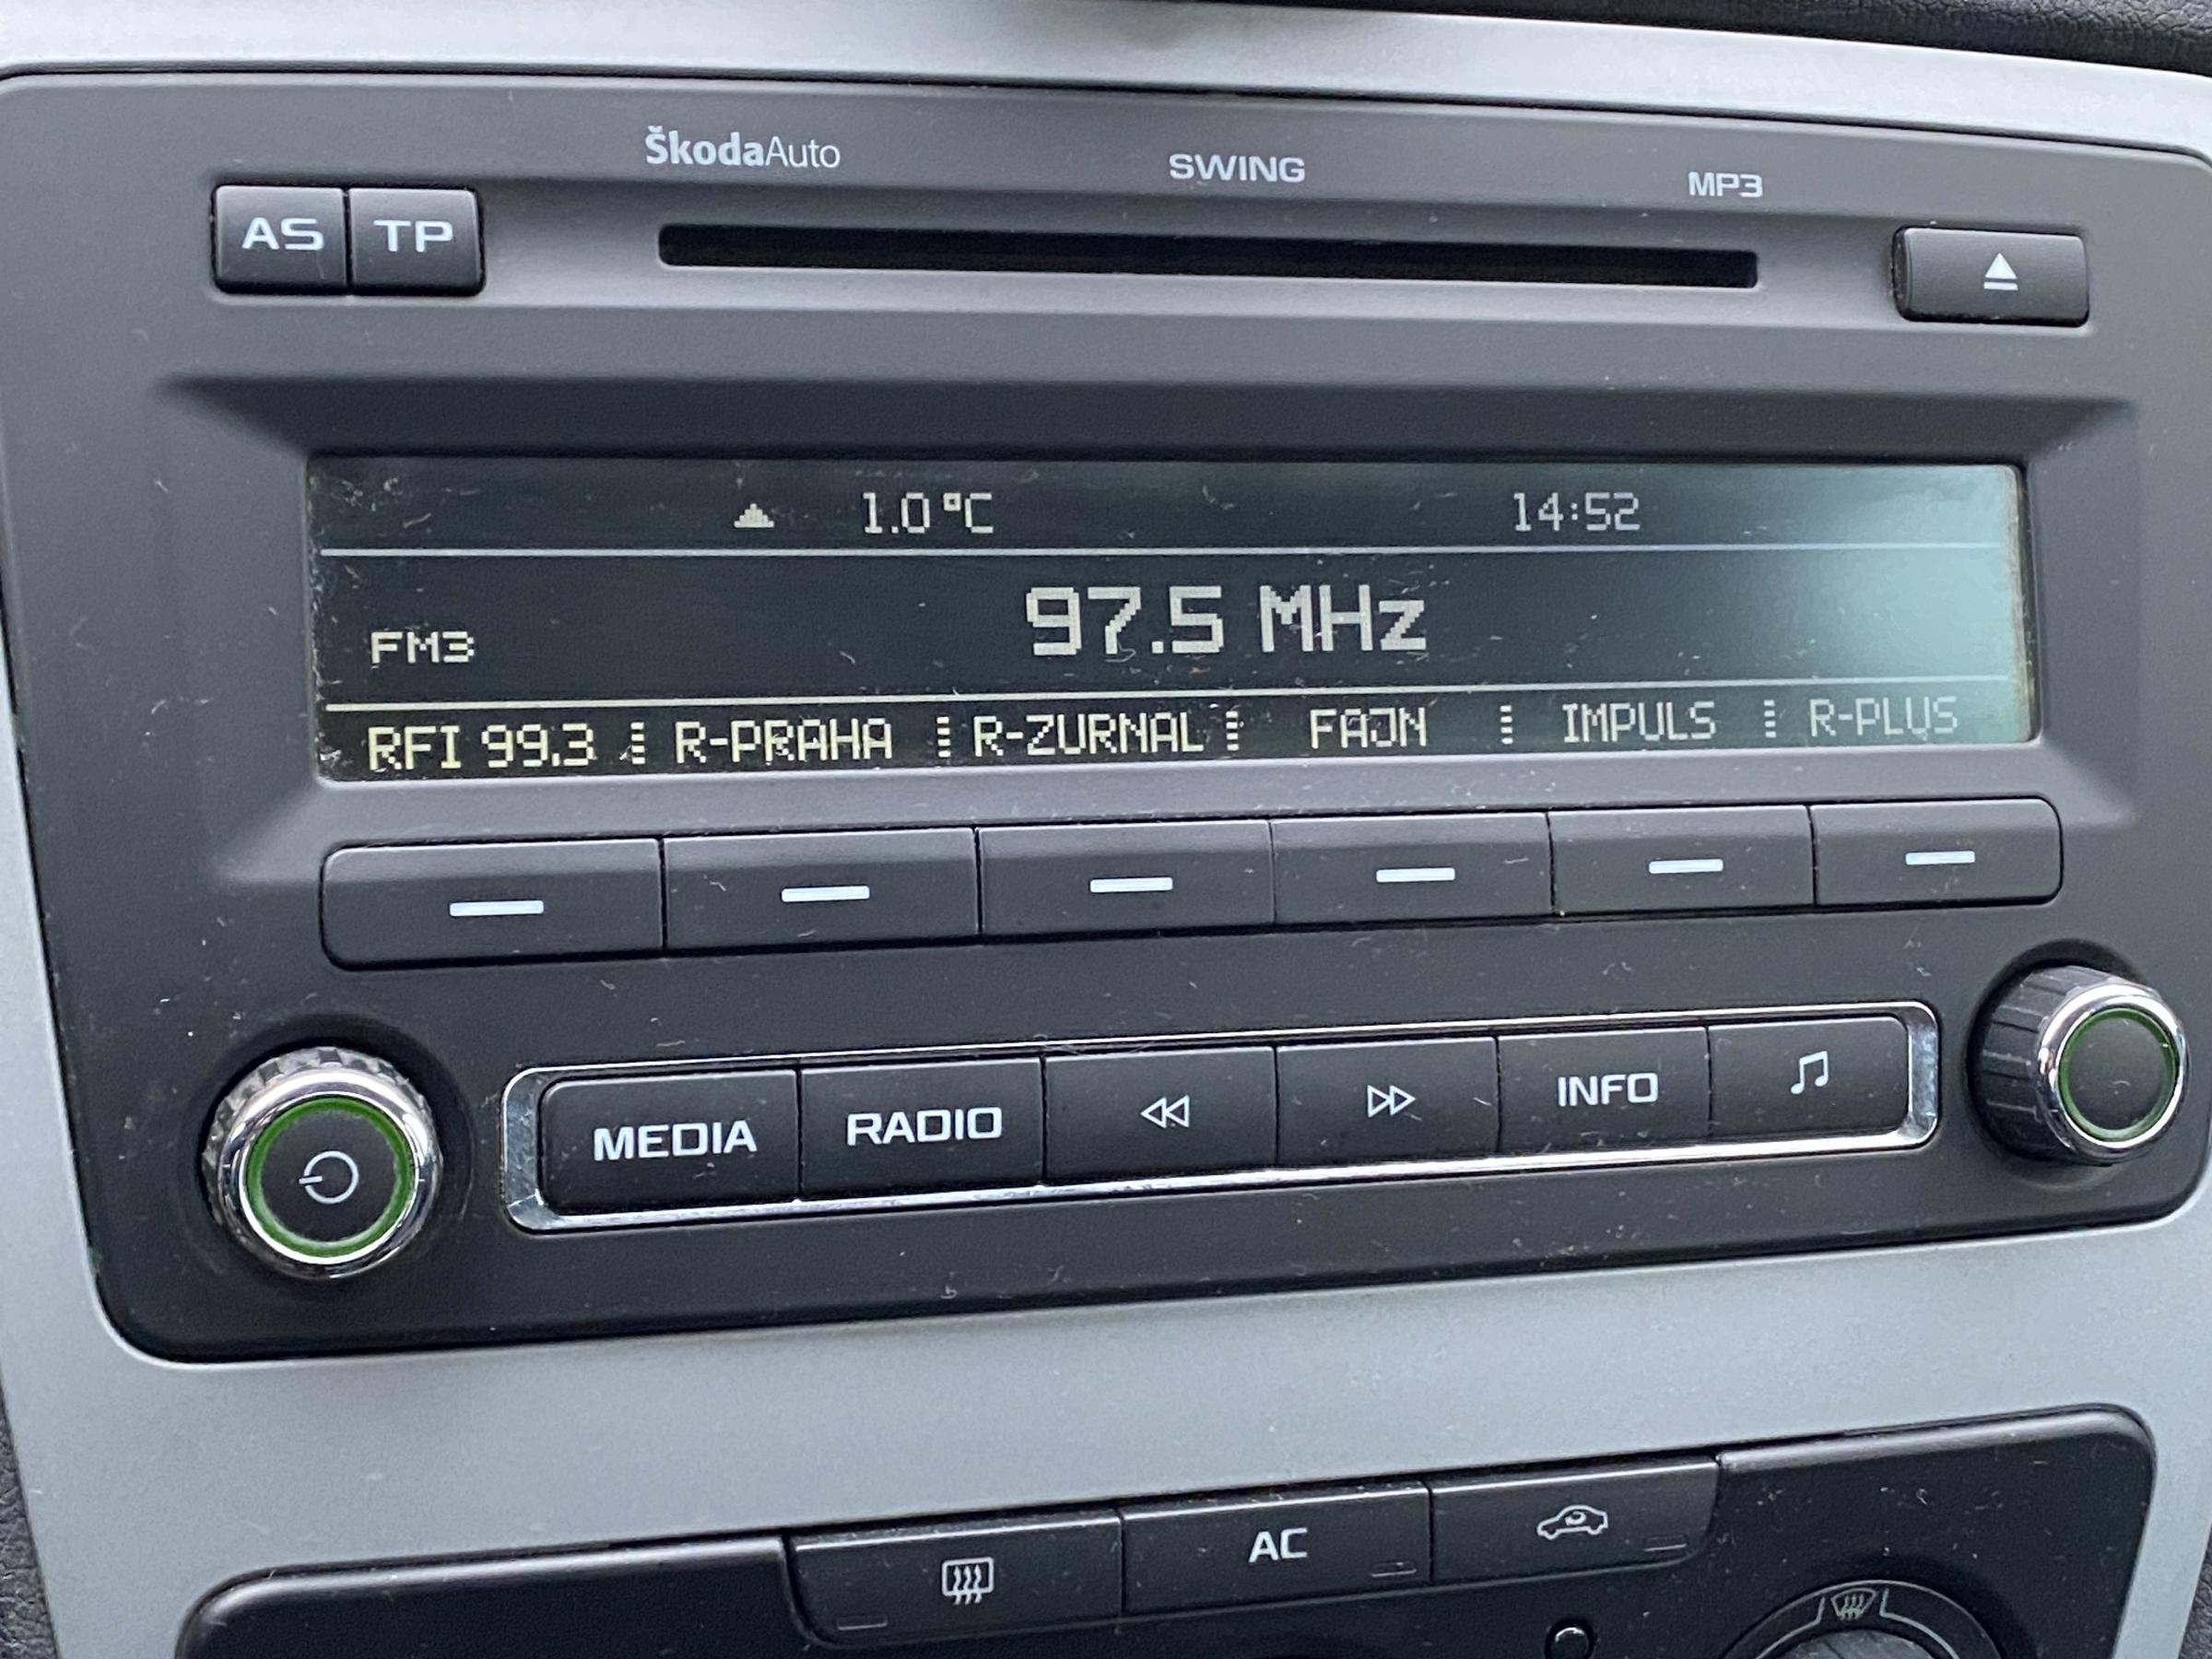 ŠkodaAuto SWING MP3
AS TP
1.0 °C 14:52
97.5 MHz
FM3
RFI 99.3 R-PRAHA R-ZURNAL FAJN IMPULS R-PLUS
MEDIA RADIO INFO
AC